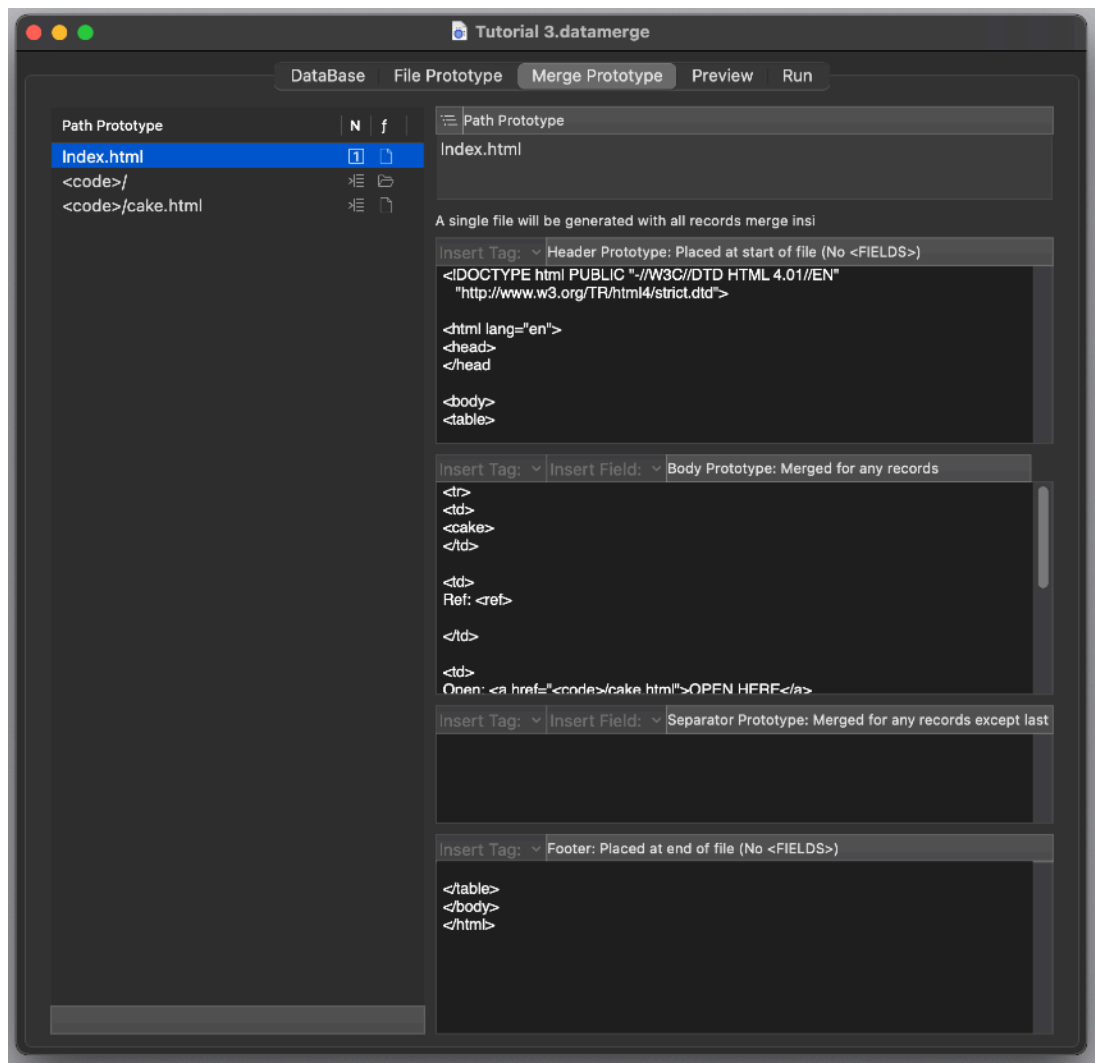 Tutorial 3.datamerge
DataBase File Prototype Merge Prototype Preview Run
Path Prototype N f
Index.html 1
<code>/
<code>/cake.html
Path Prototype
Index.html
A single file will be generated with all records merge insi
Insert Tag: Header Prototype: Placed at start of file (No <FIELDS>)
<!DOCTYPE html PUBLIC "-//W3C//DTD HTML 4.01//EN"
"http://www.w3.org/TR/html4/strict.dtd">
<html lang="en">
<head>
</head
<body>
<table>
Insert Tag: Insert Field: Body Prototype: Merged for any records
<tr>
<td>
<cake>
</td>
<td>
Ref: <ref>
</td>
<td>
Open: <a href="<code>/cake.html">OPEN HERE</a>
Insert Tag: Insert Field: Separator Prototype: Merged for any records except last
Insert Tag: Footer: Placed at end of file (No <FIELDS>)
</table>
</body>
</html>